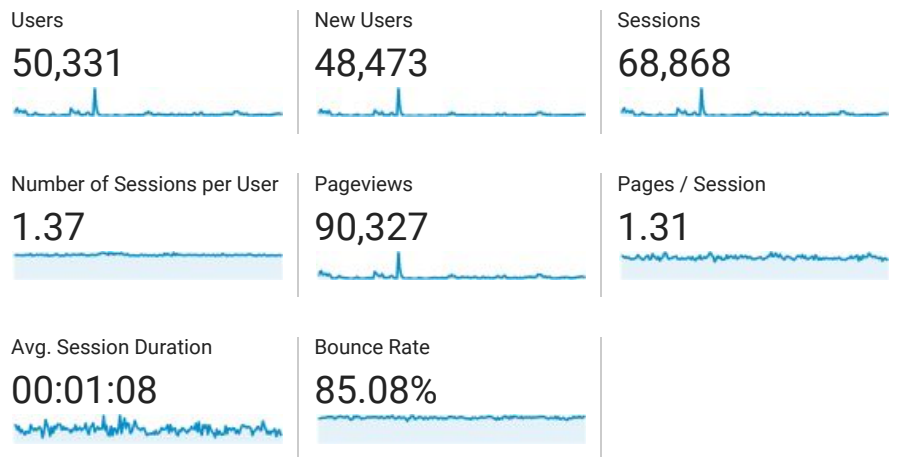 Users
50,331
New Users
48,473
Sessions
68,868
Number of Sessions per User
1.37
Pageviews
90,327
Pages / Session
1.31
Avg. Session Duration
00:01:08
Bounce Rate
85.08%